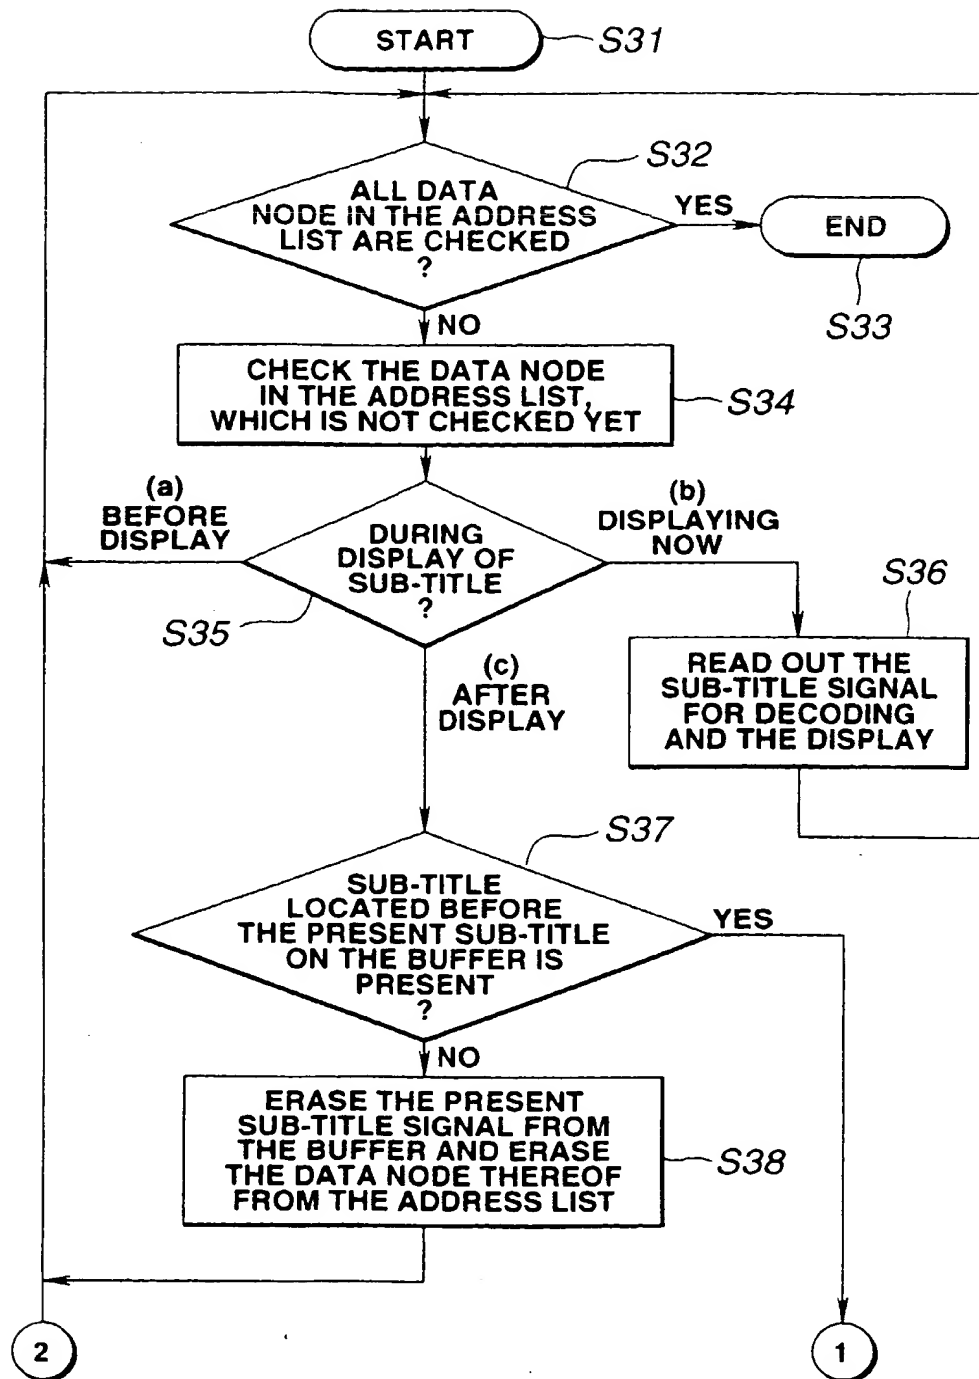 START
S31
S32
ALL DATA
NODE IN THE ADDRESS
LIST ARE CHECKED
?
YES
END
S33
NO
CHECK THE DATA NODE
IN THE ADDRESS LIST,
WHICH IS NOT CHECKED YET
S34
(a)
BEFORE
DISPLAY
DURING
DISPLAY OF
SUB-TITLE
?
S35
(b)
DISPLAYING
NOW
S36
READ OUT THE
SUB-TITLE SIGNAL
FOR DECODING
AND THE DISPLAY
(c)
AFTER
DISPLAY
S37
SUB-TITLE
LOCATED BEFORE
THE PRESENT SUB-TITLE
ON THE BUFFER IS
PRESENT
?
YES
NO
ERASE THE PRESENT
SUB-TITLE SIGNAL FROM
THE BUFFER AND ERASE
THE DATA NODE THEREOF
FROM THE ADDRESS LIST
S38
2
1